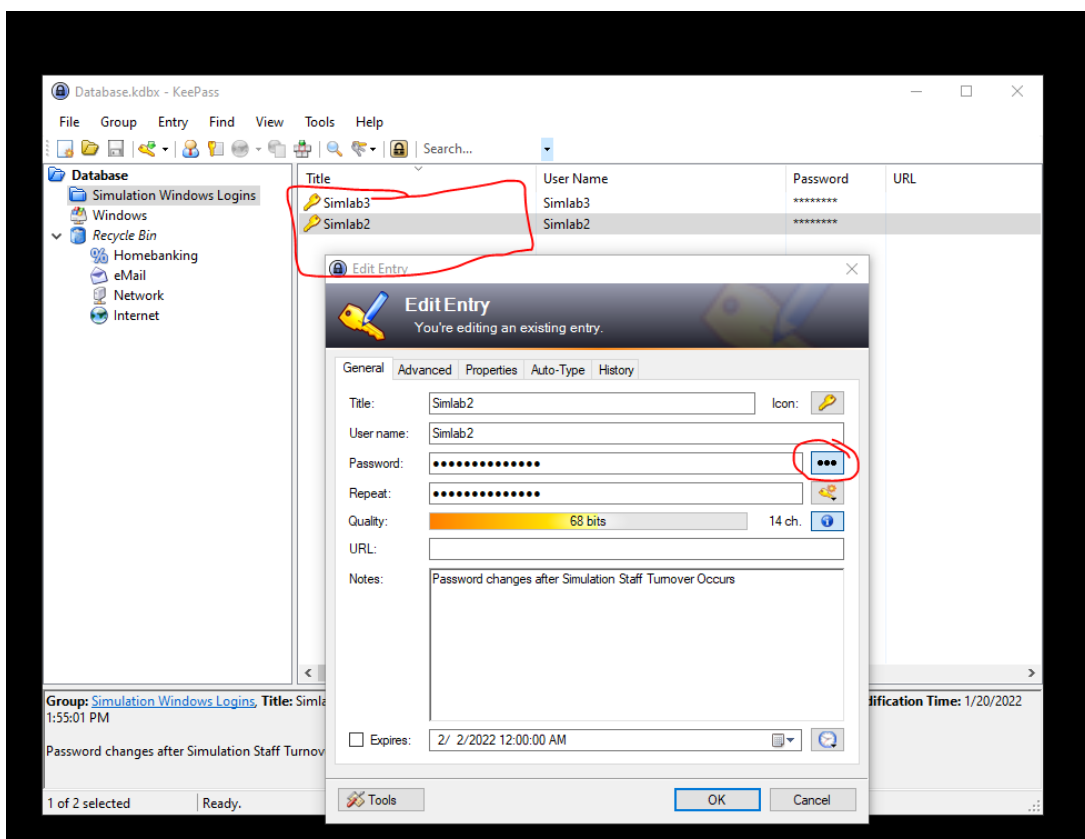 Database.kdbx - KeePass
File Group Entry Find View Tools Help
Search...
Database
Simulation Windows Logins
Windows
Recycle Bin
Homebanking
eMail
Network
Internet
Title User Name Password URL
Simlab3 Simlab3 ********
Simlab2 Simlab2 ********
Edit Entry
Edit Entry
You're editing an existing entry.
General Advanced Properties Auto-Type History
Title: Simlab2 Icon:
User name: Simlab2
Password: ●●●●●●●●●●●●●● ●●●
Repeat: ●●●●●●●●●●●●●●
Quality: 68 bits 14 ch.
URL:
Notes: Password changes after Simulation Staff Turnover Occurs
Expires: 2/ 2/2022 12:00:00 AM
Tools OK Cancel
Group: Simulation Windows Logins, Title: Simla dification Time: 1/20/2022
1:55:01 PM
Password changes after Simulation Staff Turnov
1 of 2 selected Ready.